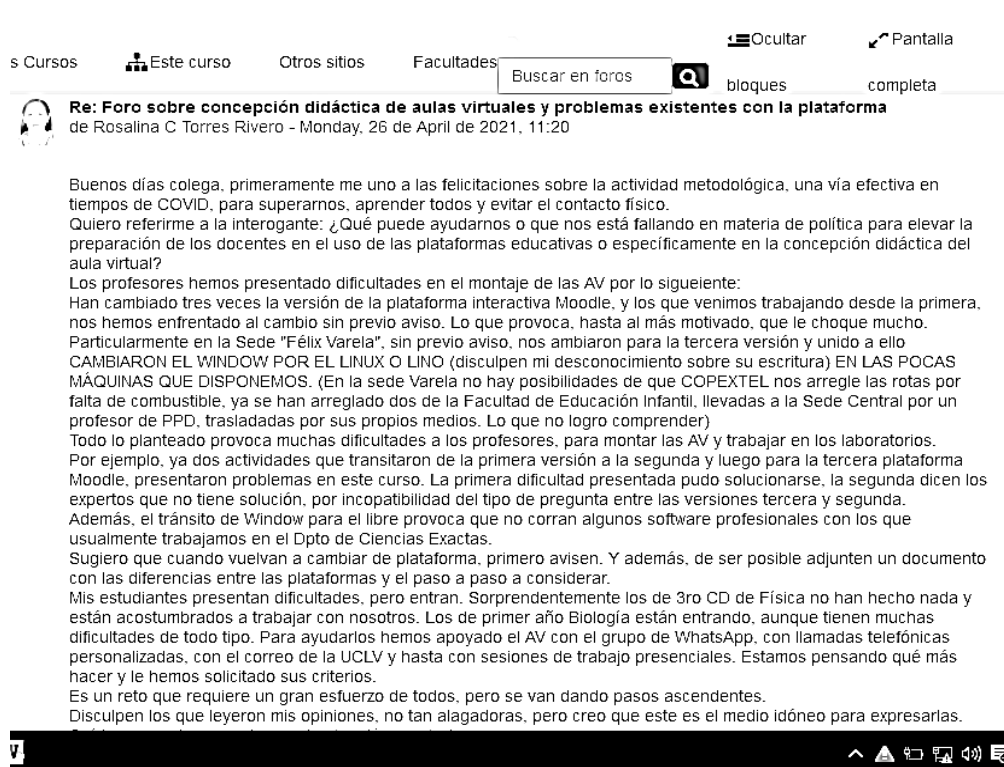 Ocultar
Pantalla
s Cursos
Este curso
Otros sitios
Facultades
Buscar en foros
bloques
completa
Re: Foro sobre concepción didáctica de aulas virtuales y problemas existentes con la plataforma
de Rosalina C Torres Rivero - Monday, 26 de April de 2021, 11:20
Buenos días colega, primeramente me uno a las felicitaciones sobre la actividad metodológica, una vía efectiva en
tiempos de COVID, para superarnos, aprender todos y evitar el contacto físico.
Quiero referirme a la interogante: ¿Qué puede ayudarnos o que nos está fallando en materia de política para elevar la
preparación de los docentes en el uso de las plataformas educativas o específicamente en la concepción didáctica del
aula virtual?
Los profesores hemos presentado dificultades en el montaje de las AV por lo sigueiente:
Han cambiado tres veces la versión de la plataforma interactiva Moodle, y los que venimos trabajando desde la primera,
nos hemos enfrentado al cambio sin previo aviso. Lo que provoca, hasta al más motivado, que le choque mucho.
Particularmente en la Sede "Félix Varela", sin previo aviso, nos ambiaron para la tercera versión y unido a ello
CAMBIARON EL WINDOW POR EL LINUX O LINO (disculpen mi desconocimiento sobre su escritura) EN LAS POCAS
MÁQUINAS QUE DISPONEMOS. (En la sede Varela no hay posibilidades de que COPEXTEL nos arregle las rotas por
falta de combustible, ya se han arreglado dos de la Facultad de Educación Infantil, llevadas a la Sede Central por un
profesor de PPD, trasladadas por sus propios medios. Lo que no logro comprender)
Todo lo planteado provoca muchas dificultades a los profesores, para montar las AV y trabajar en los laboratorios.
Por ejemplo, ya dos actividades que transitaron de la primera versión a la segunda y luego para la tercera plataforma
Moodle, presentaron problemas en este curso. La primera dificultad presentada pudo solucionarse, la segunda dicen los
expertos que no tiene solución, por incopatibilidad del tipo de pregunta entre las versiones tercera y segunda.
Además, el tránsito de Window para el libre provoca que no corran algunos software profesionales con los que
usualmente trabajamos en el Dpto de Ciencias Exactas.
Sugiero que cuando vuelvan a cambiar de plataforma, primero avisen. Y además, de ser posible adjunten un documento
con las diferencias entre las plataformas y el paso a paso a considerar.
Mis estudiantes presentan dificultades, pero entran. Sorprendentemente los de 3ro CD de Física no han hecho nada y
están acostumbrados a trabajar con nosotros. Los de primer año Biología están entrando, aunque tienen muchas
dificultades de todo tipo. Para ayudarlos hemos apoyado el AV con el grupo de WhatsApp, con llamadas telefónicas
personalizadas, con el correo de la UCLV y hasta con sesiones de trabajo presenciales. Estamos pensando qué más
hacer y le hemos solicitado sus criterios.
Es un reto que requiere un gran esfuerzo de todos, pero se van dando pasos ascendentes.
Disculpen los que leyeron mis opiniones, no tan alagadoras, pero creo que este es el medio idóneo para expresarlas.